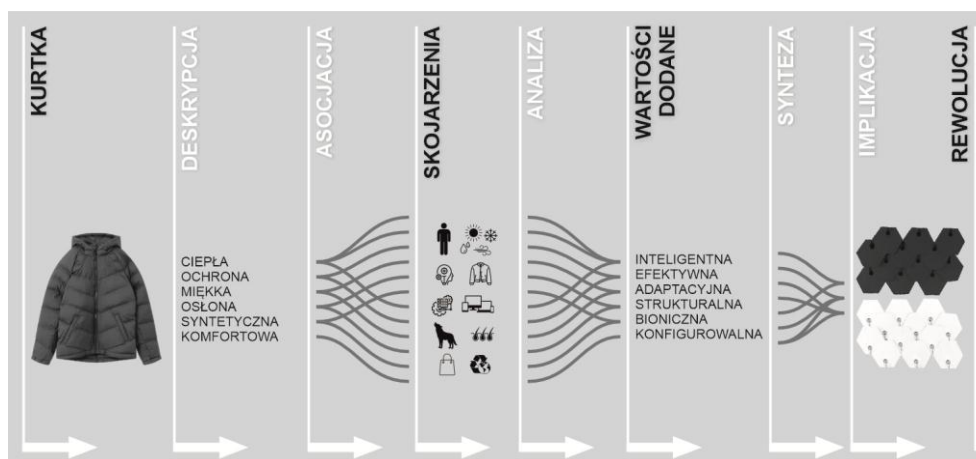 KURTKA
DESKRYPCJA
CIEPŁA
OCHRONA
MIĘKKA
OSŁONA
SYNTETYCZNA
KOMFORTOWA
ASOCJACJA
SKOJARZENIA
ANALIZA
WARTOŚCI
DODANE
INTELIGENTNA
EFEKTYWNA
ADAPTACYJNA
STRUKTURALNA
BIONICZNA
KONFIGUROWALNA
SYNTEZA
IMPLIKACJA
REWOLUCJA